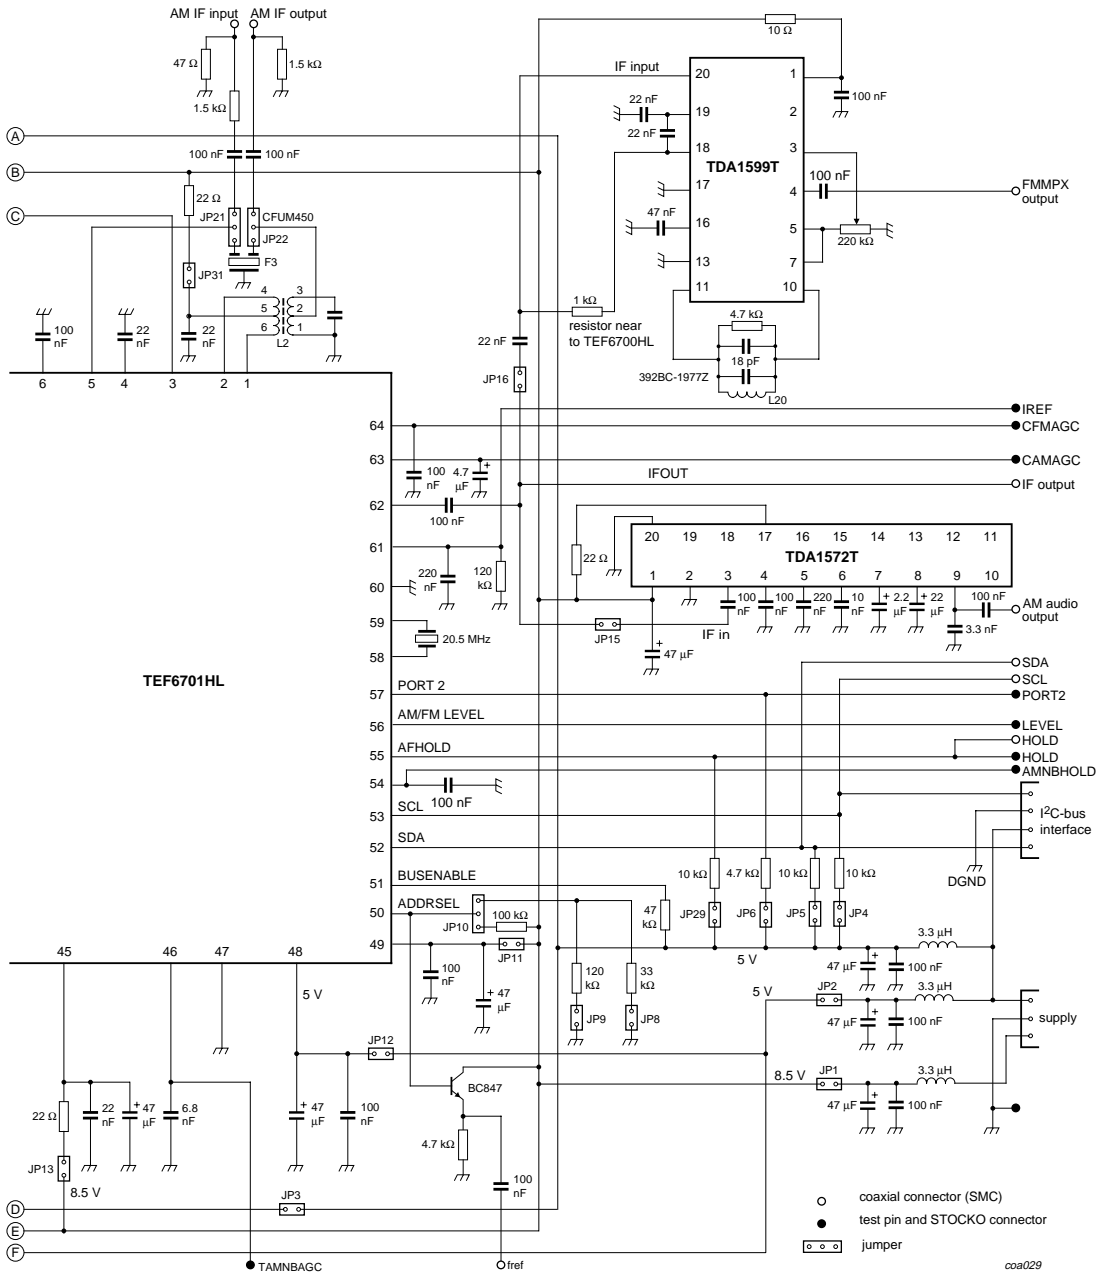 AM IF input AM IF output
10 Ω
47 Ω
1.5 kΩ
1.5 kΩ
IF input
20
1
100 nF
22 nF
19
2
22 nF
A
100 nF
100 nF
18
3
TDA1599T
B
100 nF
22 Ω
17
4
FMMPX
output
C
JP21
CFUM450
47 nF
16
5
220 kΩ
JP22
F3
13
7
JP31
11
10
4
3
5
2
6
1
L2
1 kΩ
resistor near
to TEF6700HL
4.7 kΩ
18 pF
392BC-1977Z
L20
100
nF
22
nF
22
nF
22 nF
JP16
6
5
4
3
2
1
IREF
64
CFMAGC
63
CAMAGC
100
nF
4.7
µF
+
IFOUT
IF output
62
100 nF
20 19 18 17 16 15 14 13 12 11
TDA1572T
1 2 3 4 5 6 7 8 9 10
22 Ω
61
220
nF
120
kΩ
60
100
nF
100
nF
220
nF
10
nF
+ 2.2
µF
+ 22
µF
100 nF
AM audio
output
3.3 nF
59
20.5 MHz
JP15
IF in
58
+
47 µF
TEF6701HL
SDA
SCL
57
PORT 2
PORT2
56
AM/FM LEVEL
LEVEL
HOLD
55
AFHOLD
HOLD
AMNBHOLD
54
100 nF
53
SCL
I2C-bus
interface
52
SDA
DGND
10 kΩ
4.7 kΩ
10 kΩ
10 kΩ
51
BUSENABLE
50
ADDRSEL
JP10
100 kΩ
47
kΩ
JP29
JP6
JP5
JP4
49
JP11
3.3 µH
45
46
47
48
5 V
100
nF
+ 47
µF
120
kΩ
33
kΩ
5 V
47 µF
+
100 nF
JP9
JP8
5 V
JP2
3.3 µH
47 µF
+
100 nF
supply
JP12
8.5 V
JP1
3.3 µH
BC847
47 µF
+
100 nF
22 Ω
22
nF
+ 47
µF
6.8
nF
+ 47
µF
100
nF
4.7 kΩ
JP13
8.5 V
100
nF
JP3
D
E
F
coaxial connector (SMC)
test pin and STOCKO connector
jumper
TAMNBAGC
fref
coa029